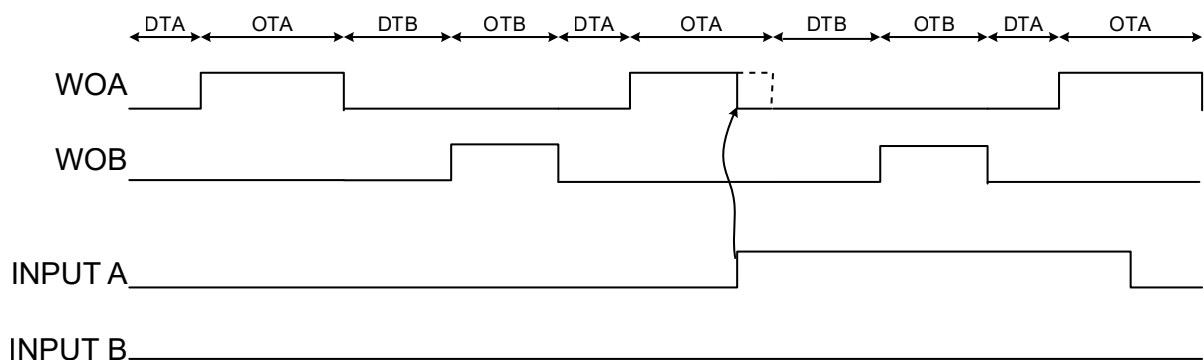 DTA OTA DTB OTB DTA OTA DTB OTB DTA OTA
WOA
WOB
INPUT A
INPUT B